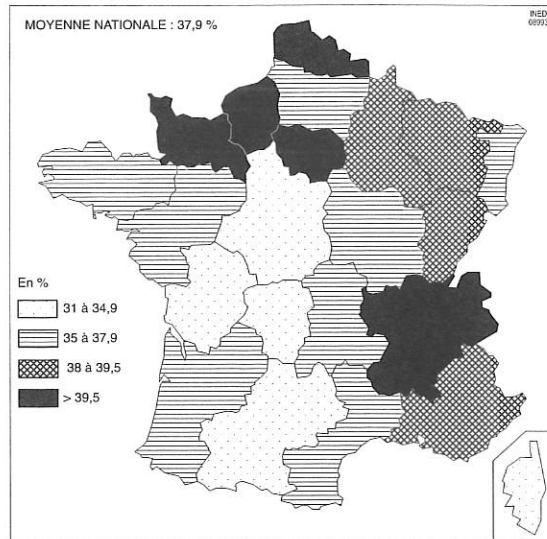 MOYENNE NATIONALE : 37,9 %
INED
En %
31 à 34,9
35 à 37,9
38 à 39,5
> 39,5